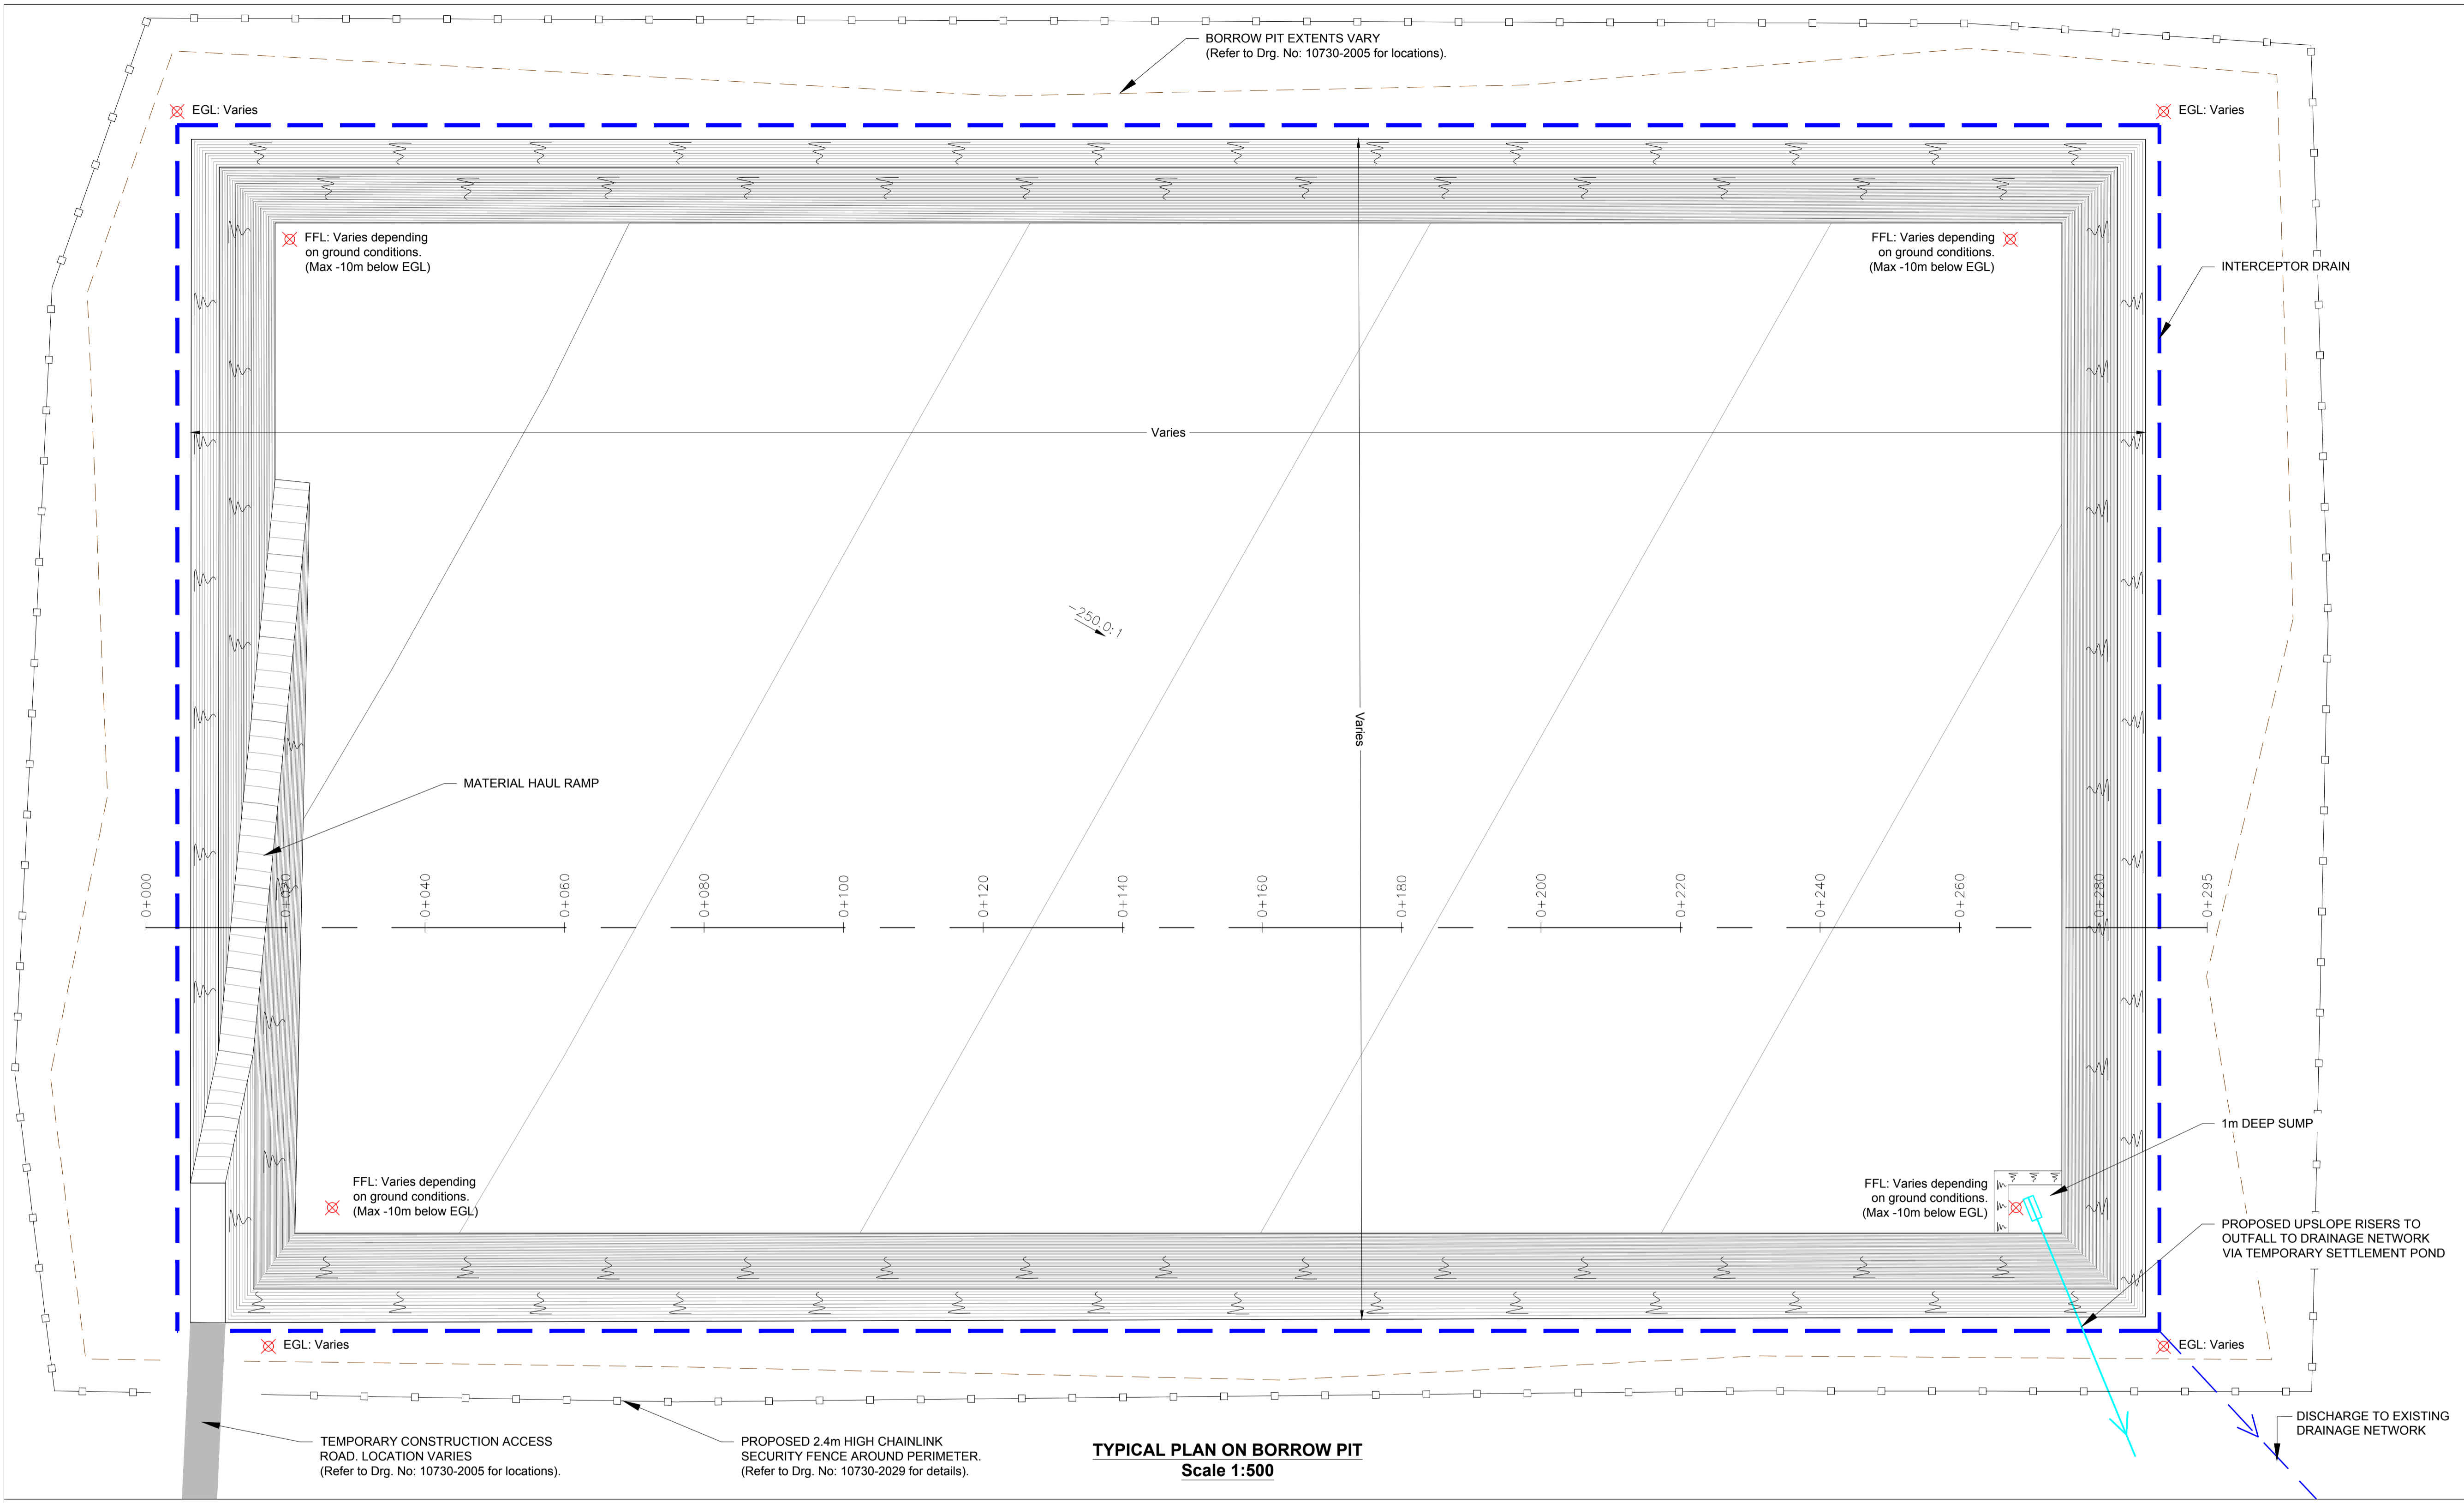 BORROW PIT EXTENTS VARY
(Refer to Drg. No: 10730-2005 for locations).
EGL: Varies
EGL: Varies
FFL: Varies depending
on ground conditions.
(Max -10m below EGL)
FFL: Varies depending
on ground conditions.
(Max -10m below EGL)
INTERCEPTOR DRAIN
Varies
-250.0:1
Varies
MATERIAL HAUL RAMP
0+000
0+020
0+040
0+060
0+080
0+100
0+120
0+140
0+160
0+180
0+200
0+220
0+240
0+260
0+280
0+295
1m DEEP SUMP
FFL: Varies depending
on ground conditions.
(Max -10m below EGL)
FFL: Varies depending
on ground conditions.
(Max -10m below EGL)
PROPOSED UPSLOPE RISERS TO
OUTFALL TO DRAINAGE NETWORK
VIA TEMPORARY SETTLEMENT POND
EGL: Varies
EGL: Varies
TEMPORARY CONSTRUCTION ACCESS
ROAD. LOCATION VARIES
(Refer to Drg. No: 10730-2005 for locations).
PROPOSED 2.4m HIGH CHAINLINK
SECURITY FENCE AROUND PERIMETER.
(Refer to Drg. No: 10730-2029 for details).
TYPICAL PLAN ON BORROW PIT
Scale 1:500
DISCHARGE TO EXISTING
DRAINAGE NETWORK